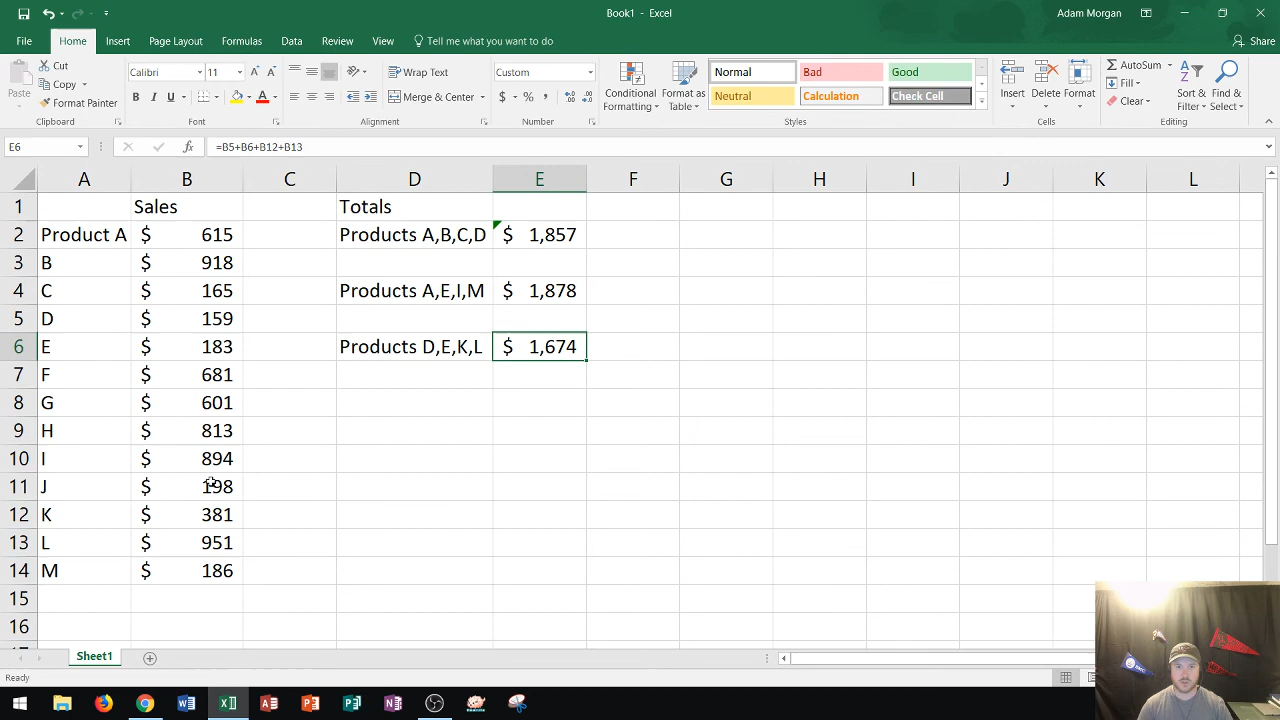 Book1 - Excel
Adam Morgan
File Home Insert Page Layout Formulas Data Review View Tell me what you want to do Share
Paste
Cut
Copy
Format Painter
Clipboard
Calibri 11
B I U
A A
Font
Wrap Text
Merge & Center
Alignment
Custom
$ % ,
Number
Conditional Formatting
Format as Table
Normal Bad Good
Neutral Calculation Check Cell
Styles
Insert Delete Format
Cells
AutoSum
Fill
Clear
Sort & Filter
Find & Select
Editing
E6 fx =B5+B6+B12+B13
A B C D E F G H I J K L
1 Sales Totals
2 Product A $ 615 Products A,B,C,D $ 1,857
3 B $ 918
4 C $ 165 Products A,E,I,M $ 1,878
5 D $ 159
6 E $ 183 Products D,E,K,L $ 1,674
7 F $ 681
8 G $ 601
9 H $ 813
10 I $ 894
11 J $ 198
12 K $ 381
13 L $ 951
14 M $ 186
15
16
Sheet1
Ready